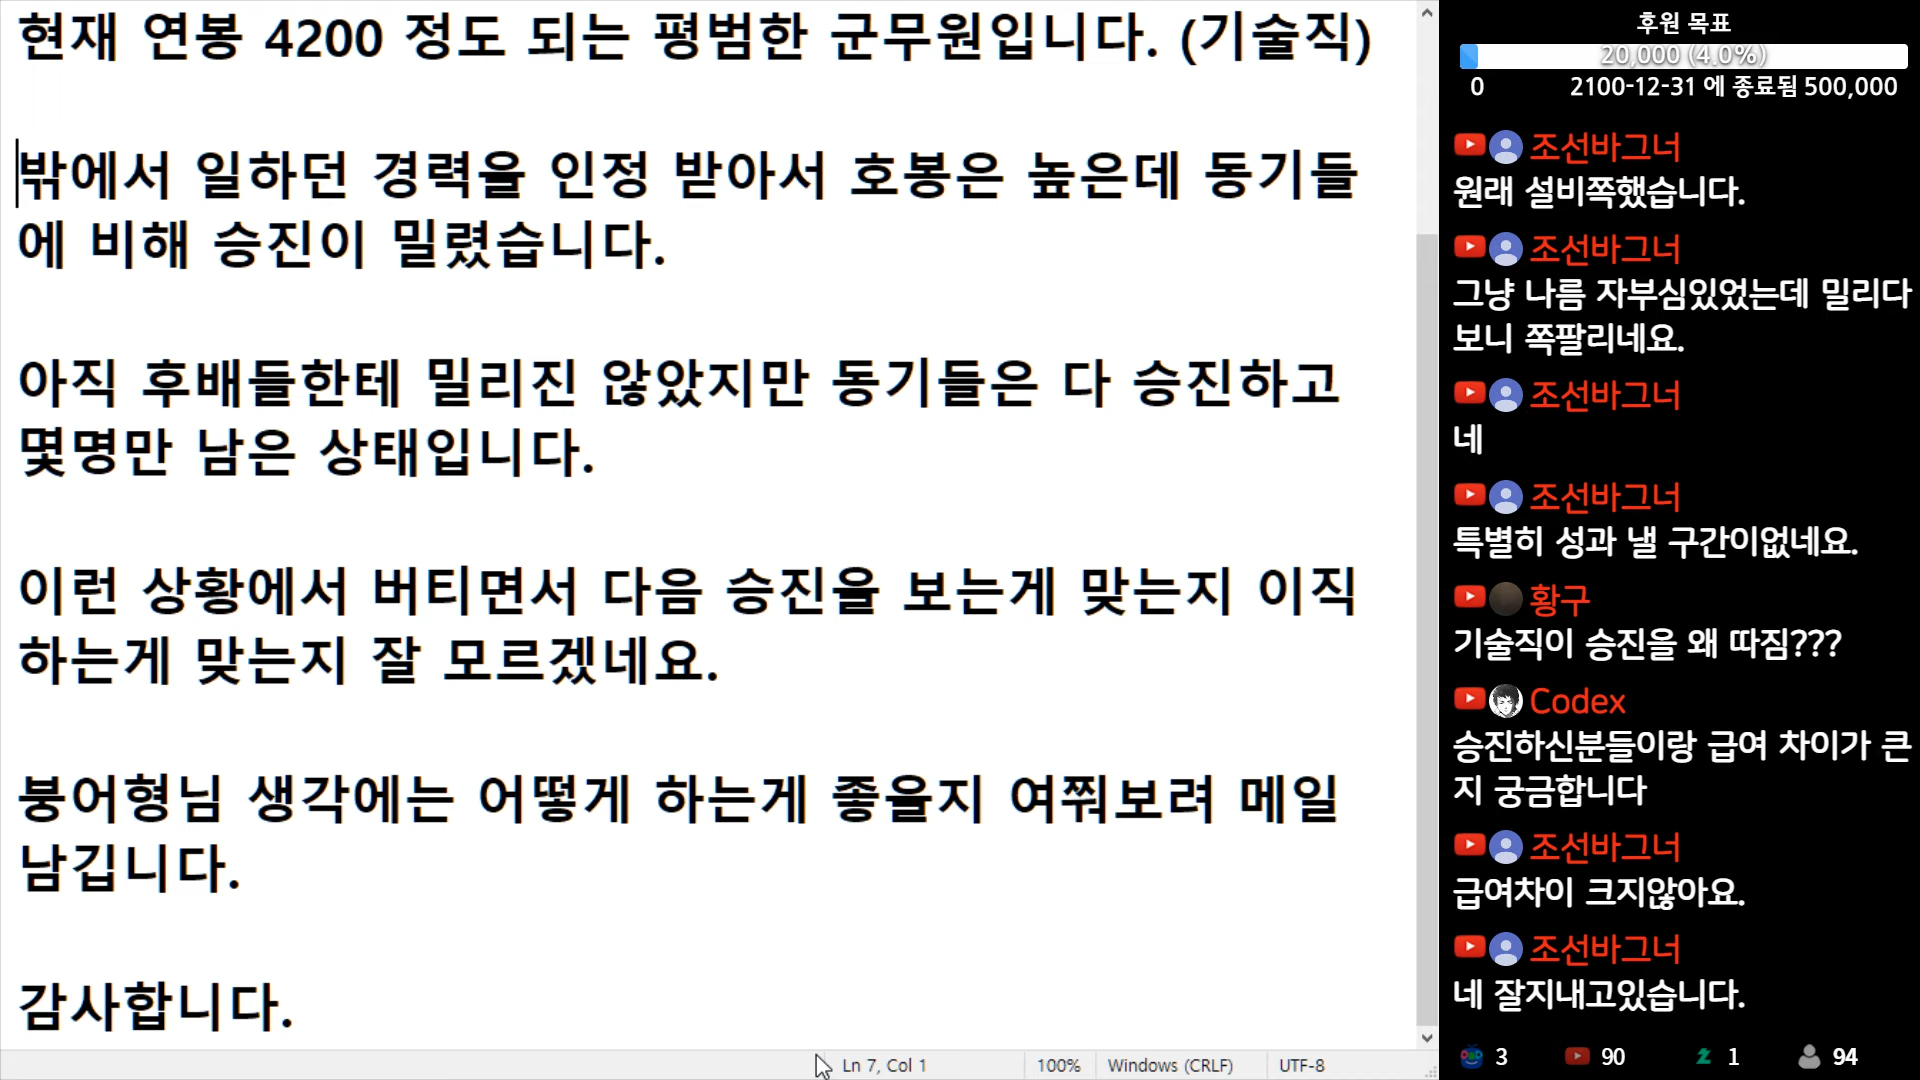 현재 연봉 4200 정도 되는 평범한 군무원입니다. (기술직)
밖에서 일하던 경력을 인정 받아서 호봉은 높은데 동기들
에 비해 승진이 밀렸습니다.
아직 후배들한테 밀리진 않았지만 동기들은 다 승진하고
몇명만 남은 상태입니다.
이런 상황에서 버티면서 다음 승진을 보는게 맞는지 이직
하는게 맞는지 잘 모르겠네요.
붕어형님 생각에는 어떻게 하는게 좋을지 여쭤보려 메일
남깁니다.
감사합니다.
Ln 7, Col 1
100%
Windows (CRLF)
UTF-8
후원 목표
20,000 (4.0%)
0
2100-12-31 에 종료됨 500,000
조선바그너
원래 설비쪽했습니다.
조선바그너
그냥 나름 자부심있었는데 밀리다
보니 쪽팔리네요.
조선바그너
네
조선바그너
특별히 성과 낼 구간이없네요.
황구
기술직이 승진을 왜 따짐???
Codex
승진하신분들이랑 급여 차이가 큰
지 궁금합니다
조선바그너
급여차이 크지않아요.
조선바그너
네 잘지내고있습니다.
3
90
1
94